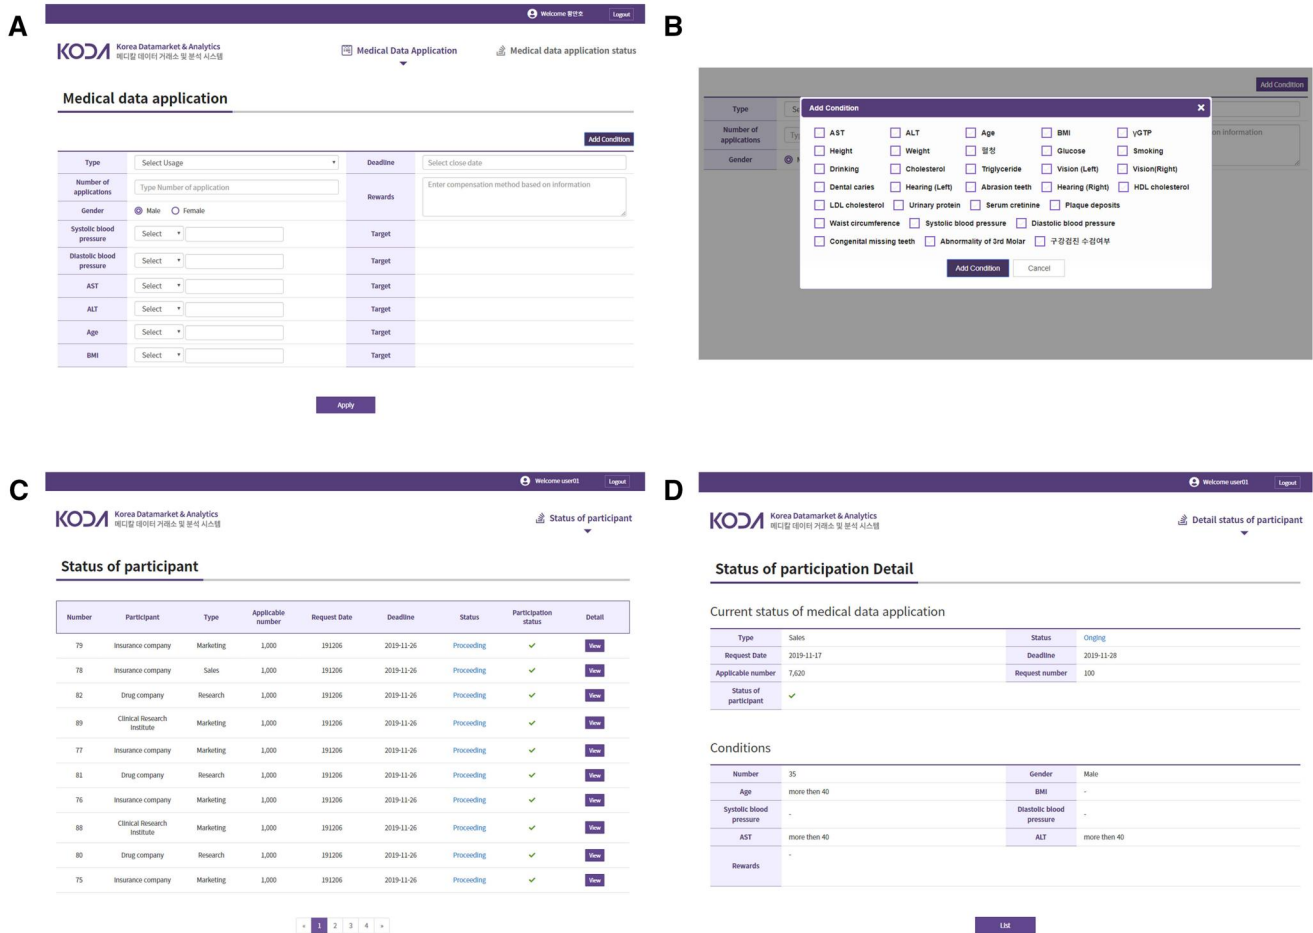 A
Welcome 황안호 Logout
KODA Korea Datamarket & Analytics
메디칼 데이터 거래소 및 분석 시스템
Medical Data Application Medical data application status
Medical data application
Add Condition
Type Select Usage Deadline Select close date
Number of applications Type Number of application Rewards Enter compensation method based on information
Gender Male Female
Systolic blood pressure Select Target
Diastolic blood pressure Select Target
AST Select Target
ALT Select Target
Age Select Target
BMI Select Target
Apply
B
Add Condition
Type Se
Number of applications Ty on information
Gender
Add Condition ×
AST ALT Age BMI γGTP
Height Weight 혈청 Glucose Smoking
Drinking Cholesterol Triglyceride Vision (Left) Vision(Right)
Dental caries Hearing (Left) Abrasion teeth Hearing (Right) HDL cholesterol
LDL cholesterol Urinary protein Serum cretinine Plaque deposits
Waist circumference Systolic blood pressure Diastolic blood pressure
Congenital missing teeth Abnormality of 3rd Molar 구강검진 수검여부
Add Condition Cancel
C
Welcome user01 Logout
KODA Korea Datamarket & Analytics
메디칼 데이터 거래소 및 분석 시스템
Status of participant
Status of participant
Number Participant Type Applicable number Request Date Deadline Status Participation status Detail
79 Insurance company Marketing 1,000 191206 2019-11-26 Proceeding ✓ View
78 Insurance company Sales 1,000 191206 2019-11-26 Proceeding ✓ View
82 Drug company Research 1,000 191206 2019-11-26 Proceeding ✓ View
89 Clinical Research Institute Marketing 1,000 191206 2019-11-26 Proceeding ✓ View
77 Insurance company Marketing 1,000 191206 2019-11-26 Proceeding ✓ View
81 Drug company Research 1,000 191206 2019-11-26 Proceeding ✓ View
76 Insurance company Marketing 1,000 191206 2019-11-26 Proceeding ✓ View
88 Clinical Research Institute Marketing 1,000 191206 2019-11-26 Proceeding ✓ View
80 Drug company Research 1,000 191206 2019-11-26 Proceeding ✓ View
75 Insurance company Marketing 1,000 191206 2019-11-26 Proceeding ✓ View
« 1 2 3 4 »
D
Welcome user01 Logout
KODA Korea Datamarket & Analytics
메디칼 데이터 거래소 및 분석 시스템
Detail status of participant
Status of participation Detail
Current status of medical data application
Type Sales Status Onging
Request Date 2019-11-17 Deadline 2019-11-28
Applicable number 7,620 Request number 100
Status of participant ✓
Conditions
Number 35 Gender Male
Age more then 40 BMI -
Systolic blood pressure - Diastolic blood pressure -
AST more then 40 ALT more then 40
Rewards -
List